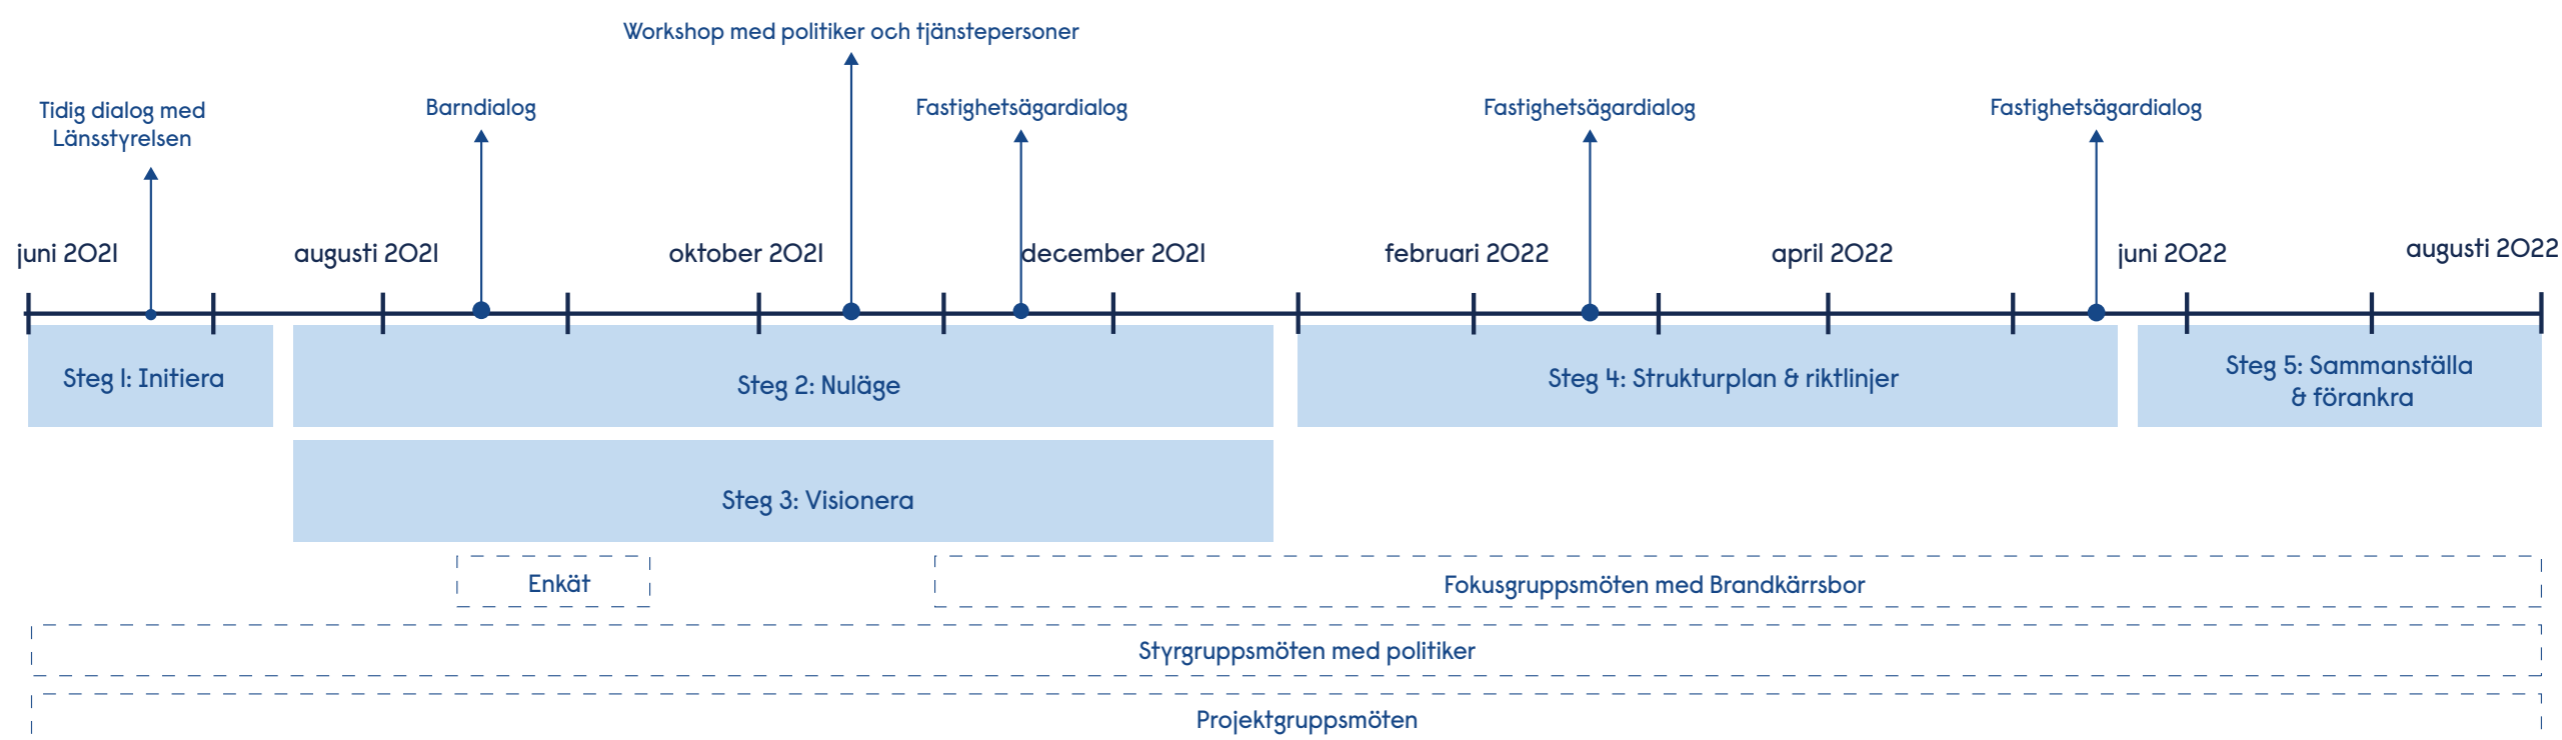 Workshop med politiker och tjänstepersoner
Tidig dialog med
Länsstyrelsen
Barndialog
Fastighetsägardialog
Fastighetsägardialog
Fastighetsägardialog
juni 2021
augusti 2021
oktober 2021
december 2021
februari 2022
april 2022
juni 2022
augusti 2022
Steg 1: Initiera
Steg 2: Nuläge
Steg 4: Strukturplan & riktlinjer
Steg 5: Sammanställa
& förankra
Steg 3: Visionera
Enkät
Fokusgruppsmöten med Brandkärrsbor
Styrgruppsmöten med politiker
Projektgruppsmöten